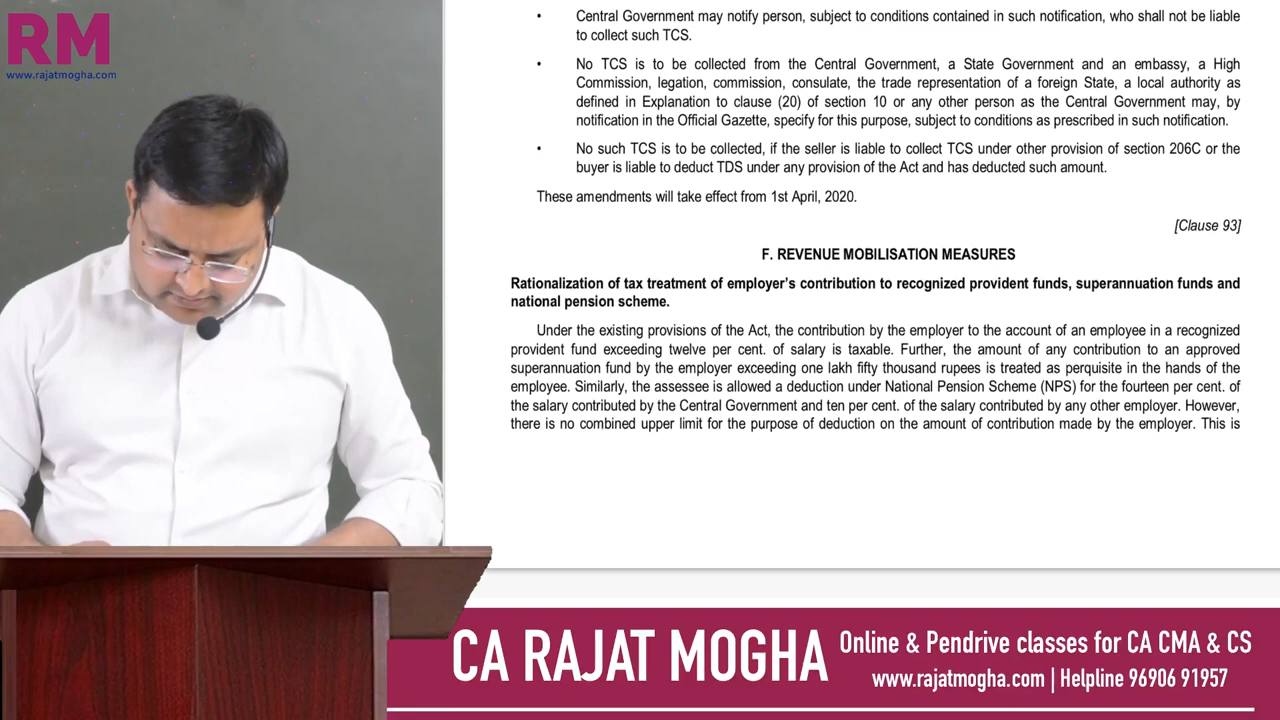 RM
www.rajatmogha.com
• Central Government may notify person, subject to conditions contained in such notification, who shall not be liable
to collect such TCS.
• No TCS is to be collected from the Central Government, a State Government and an embassy, a High
Commission, legation, commission, consulate, the trade representation of a foreign State, a local authority as
defined in Explanation to clause (20) of section 10 or any other person as the Central Government may, by
notification in the Official Gazette, specify for this purpose, subject to conditions as prescribed in such notification.
• No such TCS is to be collected, if the seller is liable to collect TCS under other provision of section 206C or the
buyer is liable to deduct TDS under any provision of the Act and has deducted such amount.
These amendments will take effect from 1st April, 2020.
[Clause 93]
F. REVENUE MOBILISATION MEASURES
Rationalization of tax treatment of employer’s contribution to recognized provident funds, superannuation funds and
national pension scheme.
Under the existing provisions of the Act, the contribution by the employer to the account of an employee in a recognized
provident fund exceeding twelve per cent. of salary is taxable. Further, the amount of any contribution to an approved
superannuation fund by the employer exceeding one lakh fifty thousand rupees is treated as perquisite in the hands of the
employee. Similarly, the assessee is allowed a deduction under National Pension Scheme (NPS) for the fourteen per cent. of
the salary contributed by the Central Government and ten per cent. of the salary contributed by any other employer. However,
there is no combined upper limit for the purpose of deduction on the amount of contribution made by the employer. This is
CA RAJAT MOGHA
Online & Pendrive classes for CA CMA & CS
www.rajatmogha.com | Helpline 96906 91957